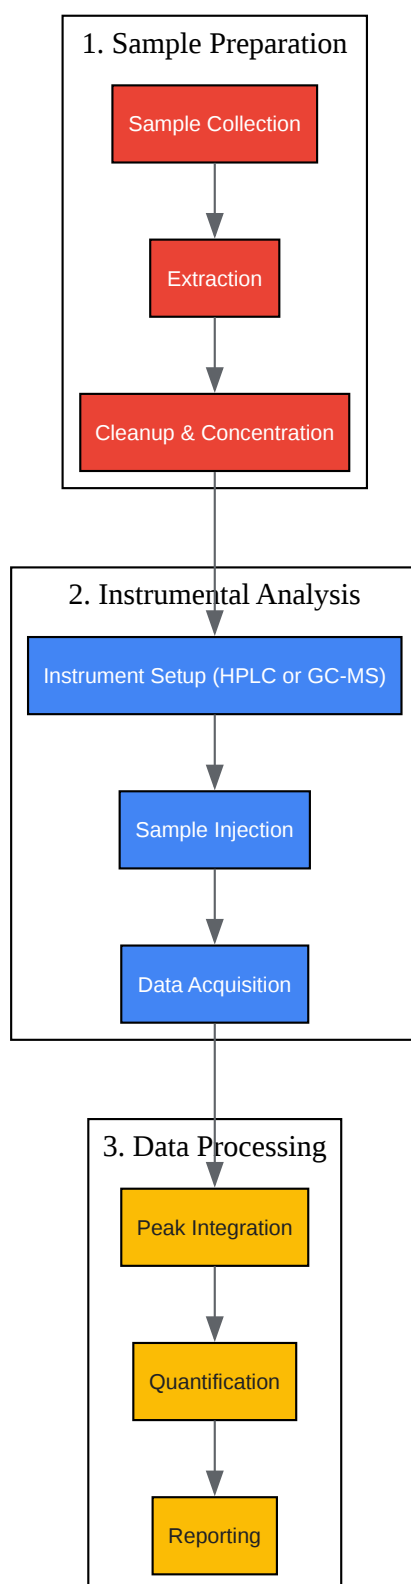 1. Sample Preparation
Sample Collection
Extraction
Cleanup & Concentration
2. Instrumental Analysis
Instrument Setup (HPLC or GC-MS)
Sample Injection
Data Acquisition
3. Data Processing
Peak Integration
Quantification
Reporting